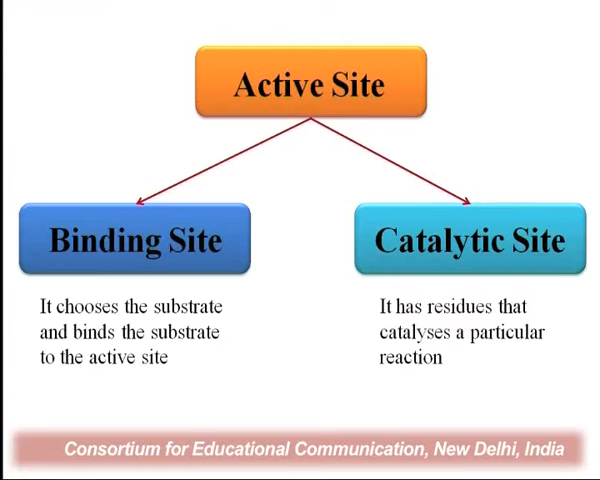 Active Site
Binding Site
Catalytic Site
It chooses the substrate
and binds the substrate
to the active site
It has residues that
catalyses a particular
reaction
Consortium for Educational Communication, New Delhi, India